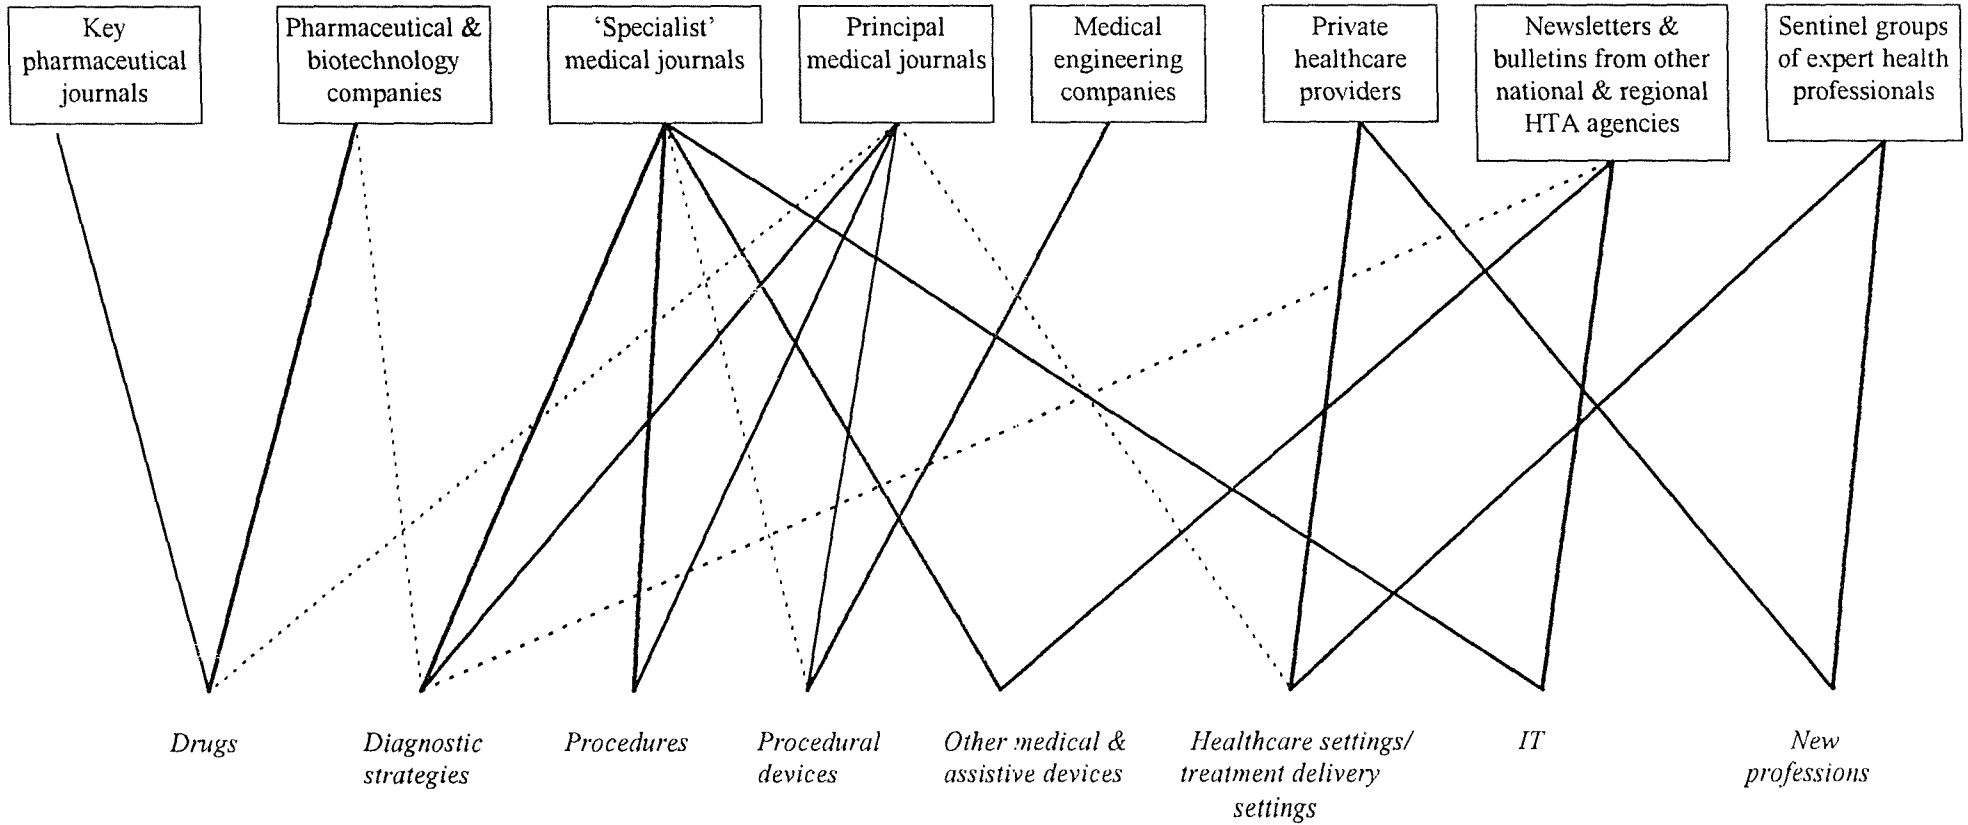 Key
pharmaceutical
journals
Pharmaceutical &
biotechnology
companies
‘Specialist’
medical journals
Principal
medical journals
Medical
engineering
companies
Private
healthcare
providers
Newsletters &
bulletins from other
national & regional
HTA agencies
Sentinel groups
of expert health
professionals
Drugs
Diagnostic
strategies
Procedures
Procedural
devices
Other medical &
assistive devices
Healthcare settings/
treatment delivery
settings
IT
New
professions